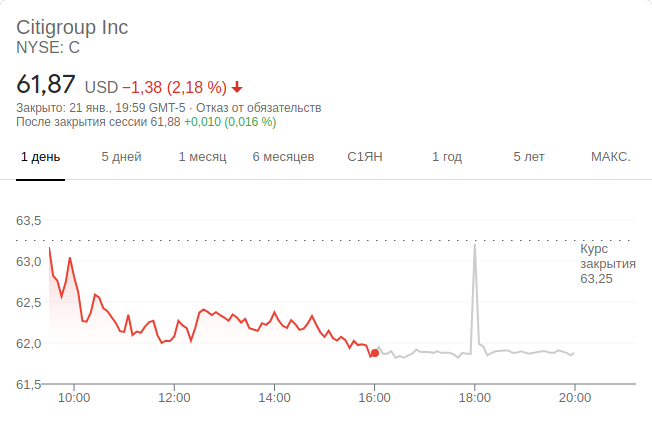 Citigroup Inc
NYSE: C
61,87 USD −1,38 (2,18 %)
Закрыто: 21 янв., 19:59 GMT-5 · Отказ от обязательств
После закрытия сессии 61,88 +0,010 (0,016 %)
1 день 5 дней 1 месяц 6 месяцев С1ЯН 1 год 5 лет МАКС.
63,5
Курс
закрытия
63,25
63,0
62,5
62,0
61,5
10:00 12:00 14:00 16:00 18:00 20:00